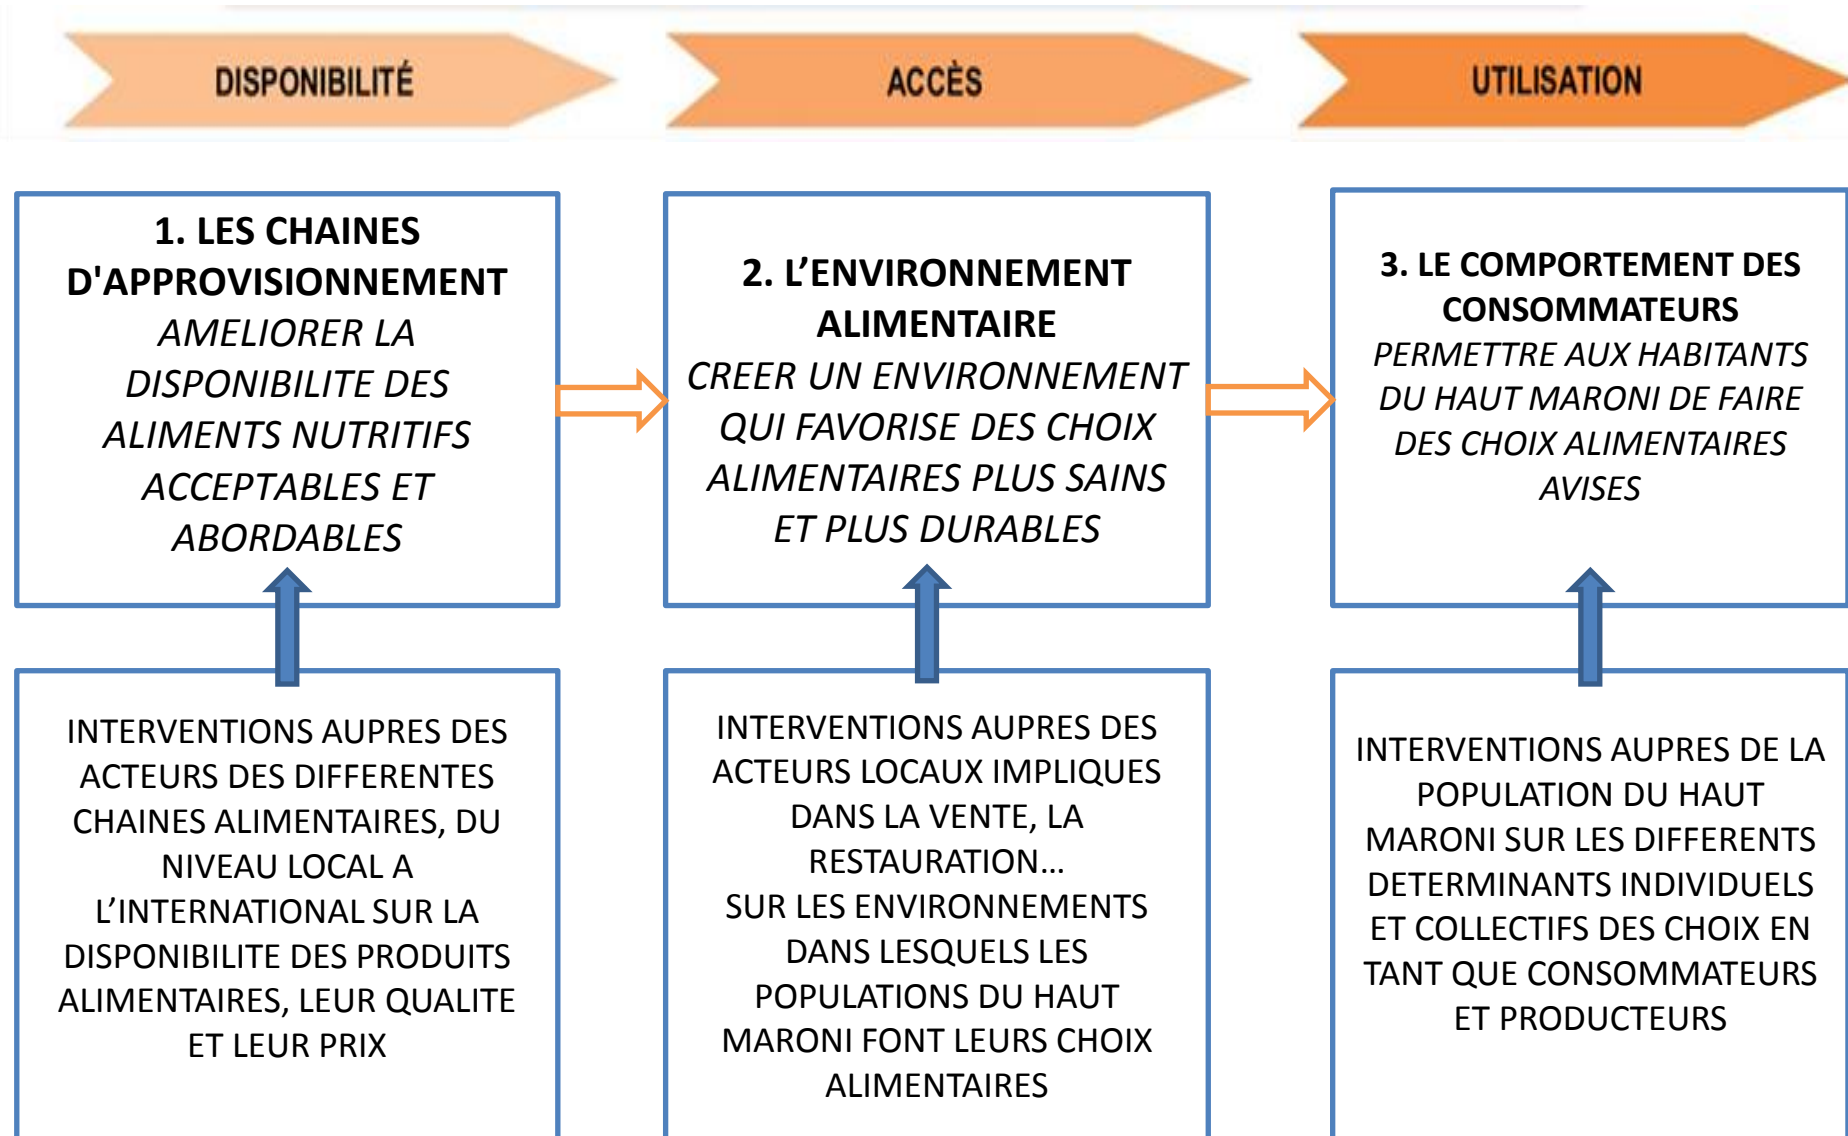 DISPONIBILITÉ
ACCÈS
UTILISATION
1. LES CHAINES
D'APPROVISIONNEMENT
AMELIORER LA
DISPONIBILITE DES
ALIMENTS NUTRITIFS
ACCEPTABLES ET
ABORDABLES
2. L’ENVIRONNEMENT
ALIMENTAIRE
CREER UN ENVIRONNEMENT
QUI FAVORISE DES CHOIX
ALIMENTAIRES PLUS SAINS
ET PLUS DURABLES
3. LE COMPORTEMENT DES
CONSOMMATEURS
PERMETTRE AUX HABITANTS
DU HAUT MARONI DE FAIRE
DES CHOIX ALIMENTAIRES
AVISES
INTERVENTIONS AUPRES DES
ACTEURS DES DIFFERENTES
CHAINES ALIMENTAIRES, DU
NIVEAU LOCAL A
L’INTERNATIONAL SUR LA
DISPONIBILITE DES PRODUITS
ALIMENTAIRES, LEUR QUALITE
ET LEUR PRIX
INTERVENTIONS AUPRES DES
ACTEURS LOCAUX IMPLIQUES
DANS LA VENTE, LA
RESTAURATION…
SUR LES ENVIRONNEMENTS
DANS LESQUELS LES
POPULATIONS DU HAUT
MARONI FONT LEURS CHOIX
ALIMENTAIRES
INTERVENTIONS AUPRES DE LA
POPULATION DU HAUT
MARONI SUR LES DIFFERENTS
DETERMINANTS INDIVIDUELS
ET COLLECTIFS DES CHOIX EN
TANT QUE CONSOMMATEURS
ET PRODUCTEURS